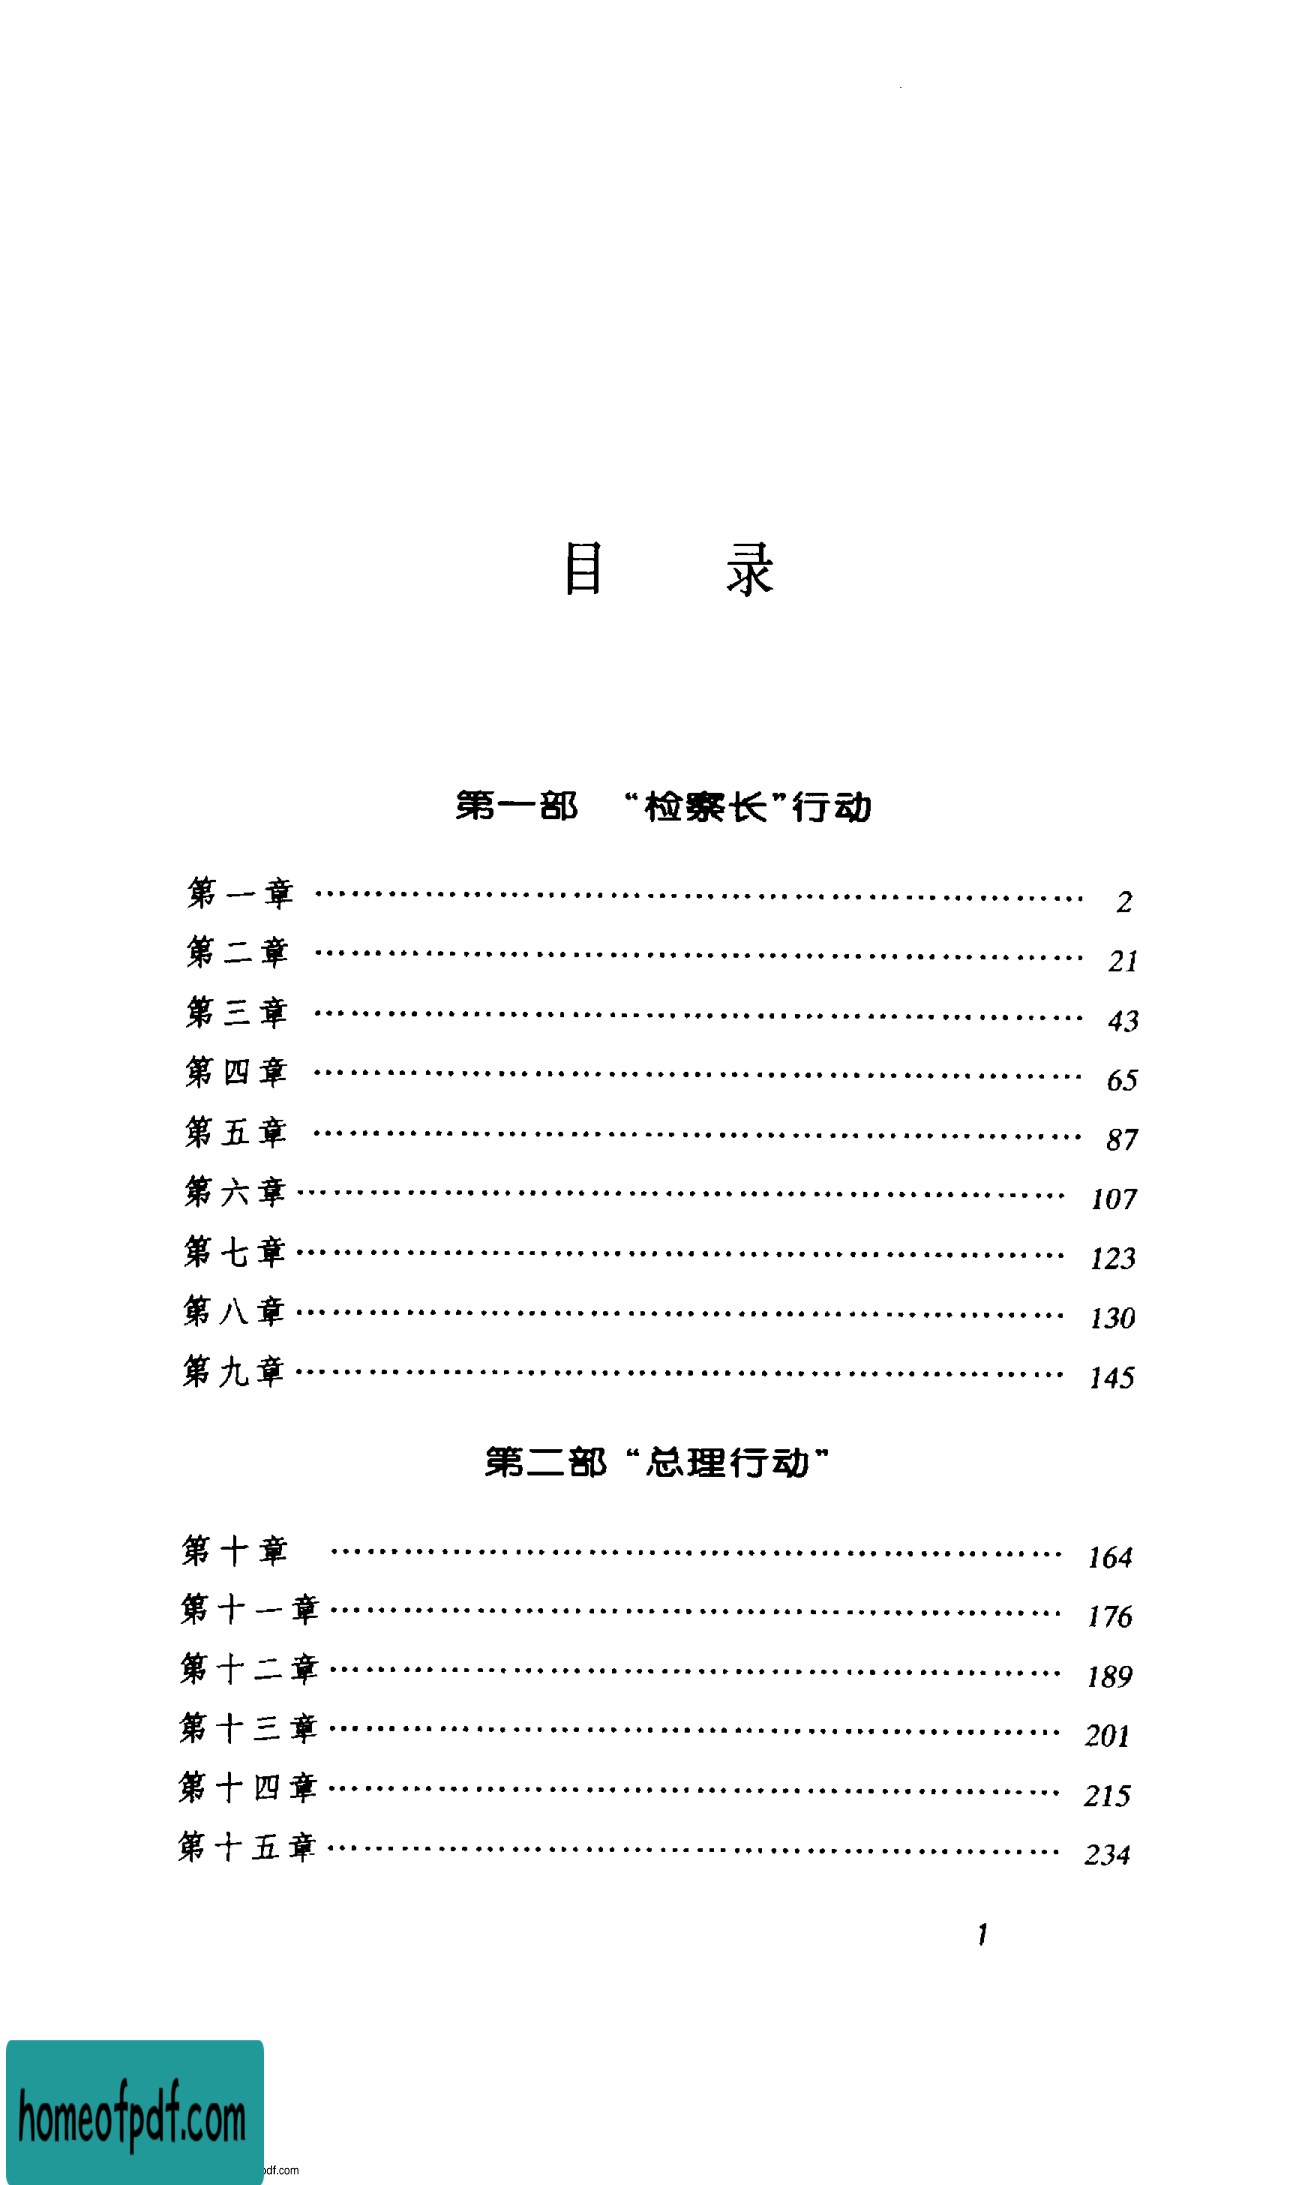 目 录
第一部 “检察长”行动
第一章 …………………………………………………… 2
第二章 …………………………………………………… 21
第三章 …………………………………………………… 43
第四章 …………………………………………………… 65
第五章 …………………………………………………… 87
第六章 …………………………………………………… 107
第七章 …………………………………………………… 123
第八章 …………………………………………………… 130
第九章 …………………………………………………… 145
第二部 “总理行动”
第十章 …………………………………………………… 164
第十一章 ………………………………………………… 176
第十二章 ………………………………………………… 189
第十三章 ………………………………………………… 201
第十四章 ………………………………………………… 215
第十五章 ………………………………………………… 234
1
homeofpdf.com
pdf.com